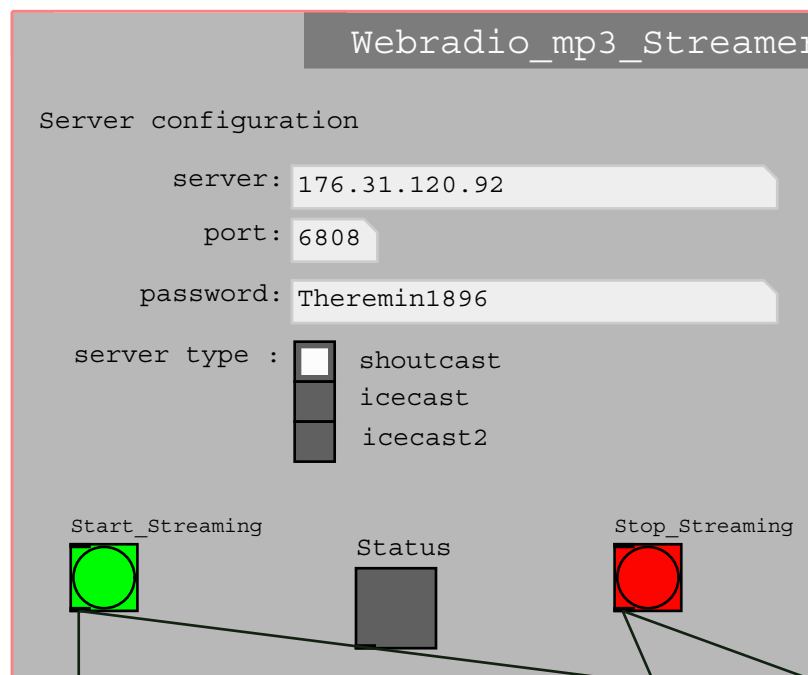 Webradio_mp3_Streamer
Server configuration
server: 176.31.120.92
port: 6808
password: Theremin1896
server type : shoutcast
icecast
icecast2
Start_Streaming
Status
Stop_Streaming